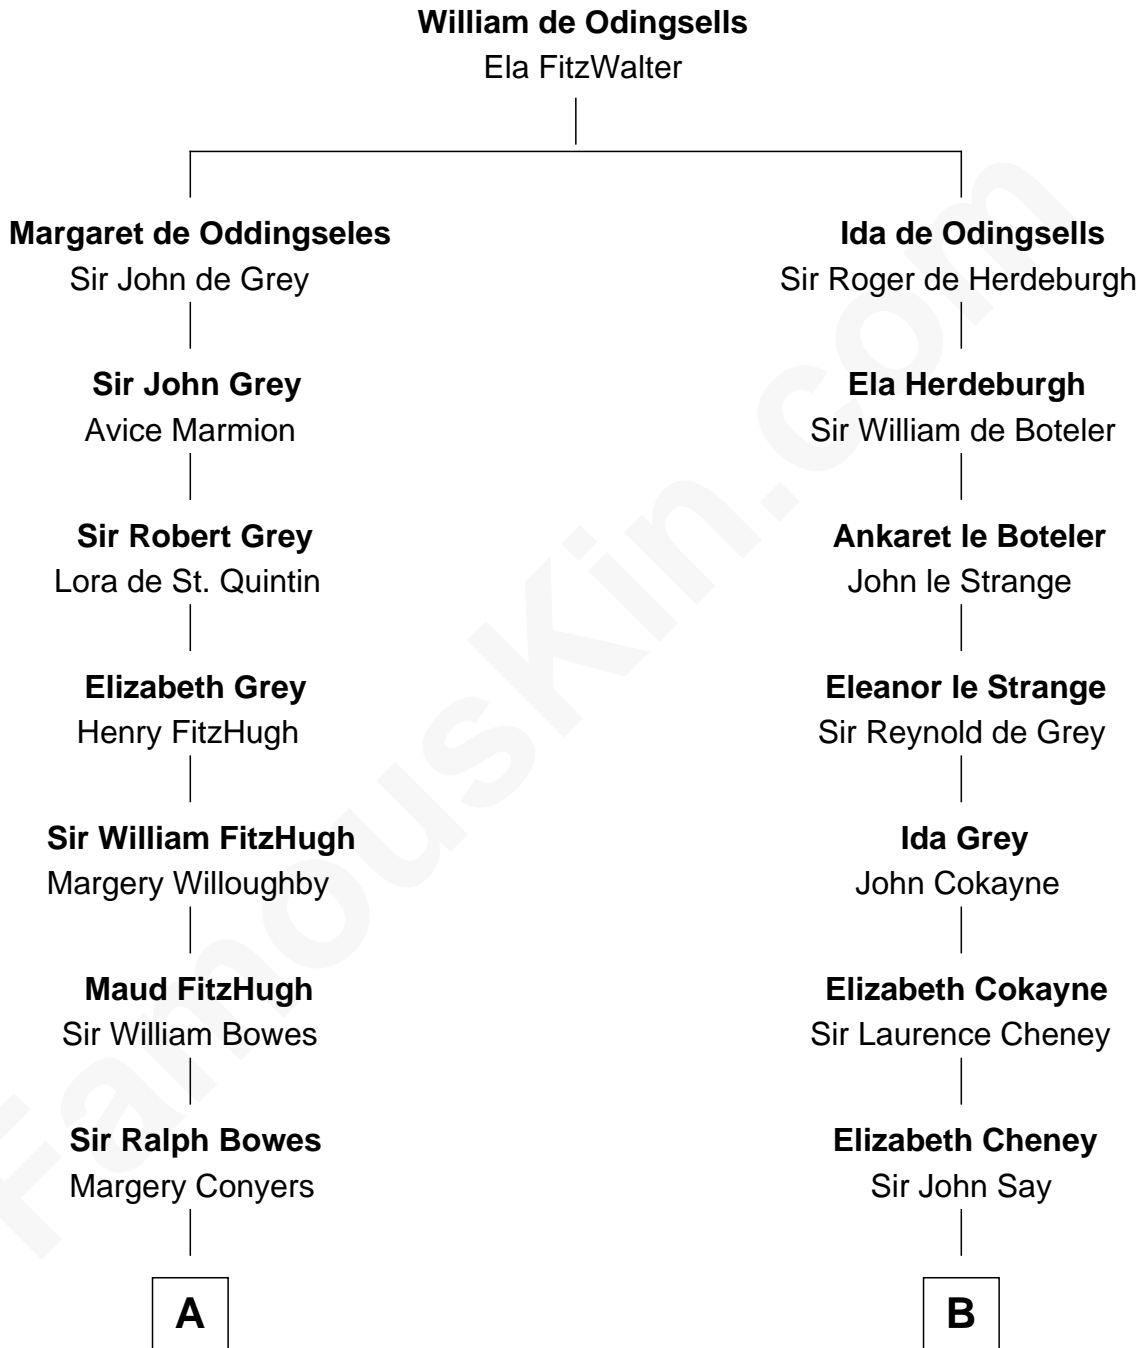 William de Odingsells
Ela FitzWalter
Margaret de Oddingseles
Sir John de Grey
Ida de Odingsells
Sir Roger de Herdeburgh
Sir John Grey
Avice Marmion
Ela Herdeburgh
Sir William de Boteler
Sir Robert Grey
Lora de St. Quintin
Ankaret le Boteler
John le Strange
Elizabeth Grey
Henry FitzHugh
Eleanor le Strange
Sir Reynold de Grey
Sir William FitzHugh
Margery Willoughby
Ida Grey
John Cokayne
Maud FitzHugh
Sir William Bowes
Elizabeth Cokayne
Sir Laurence Cheney
Sir Ralph Bowes
Margery Conyers
Elizabeth Cheney
Sir John Say
A
B
FamousKin.com